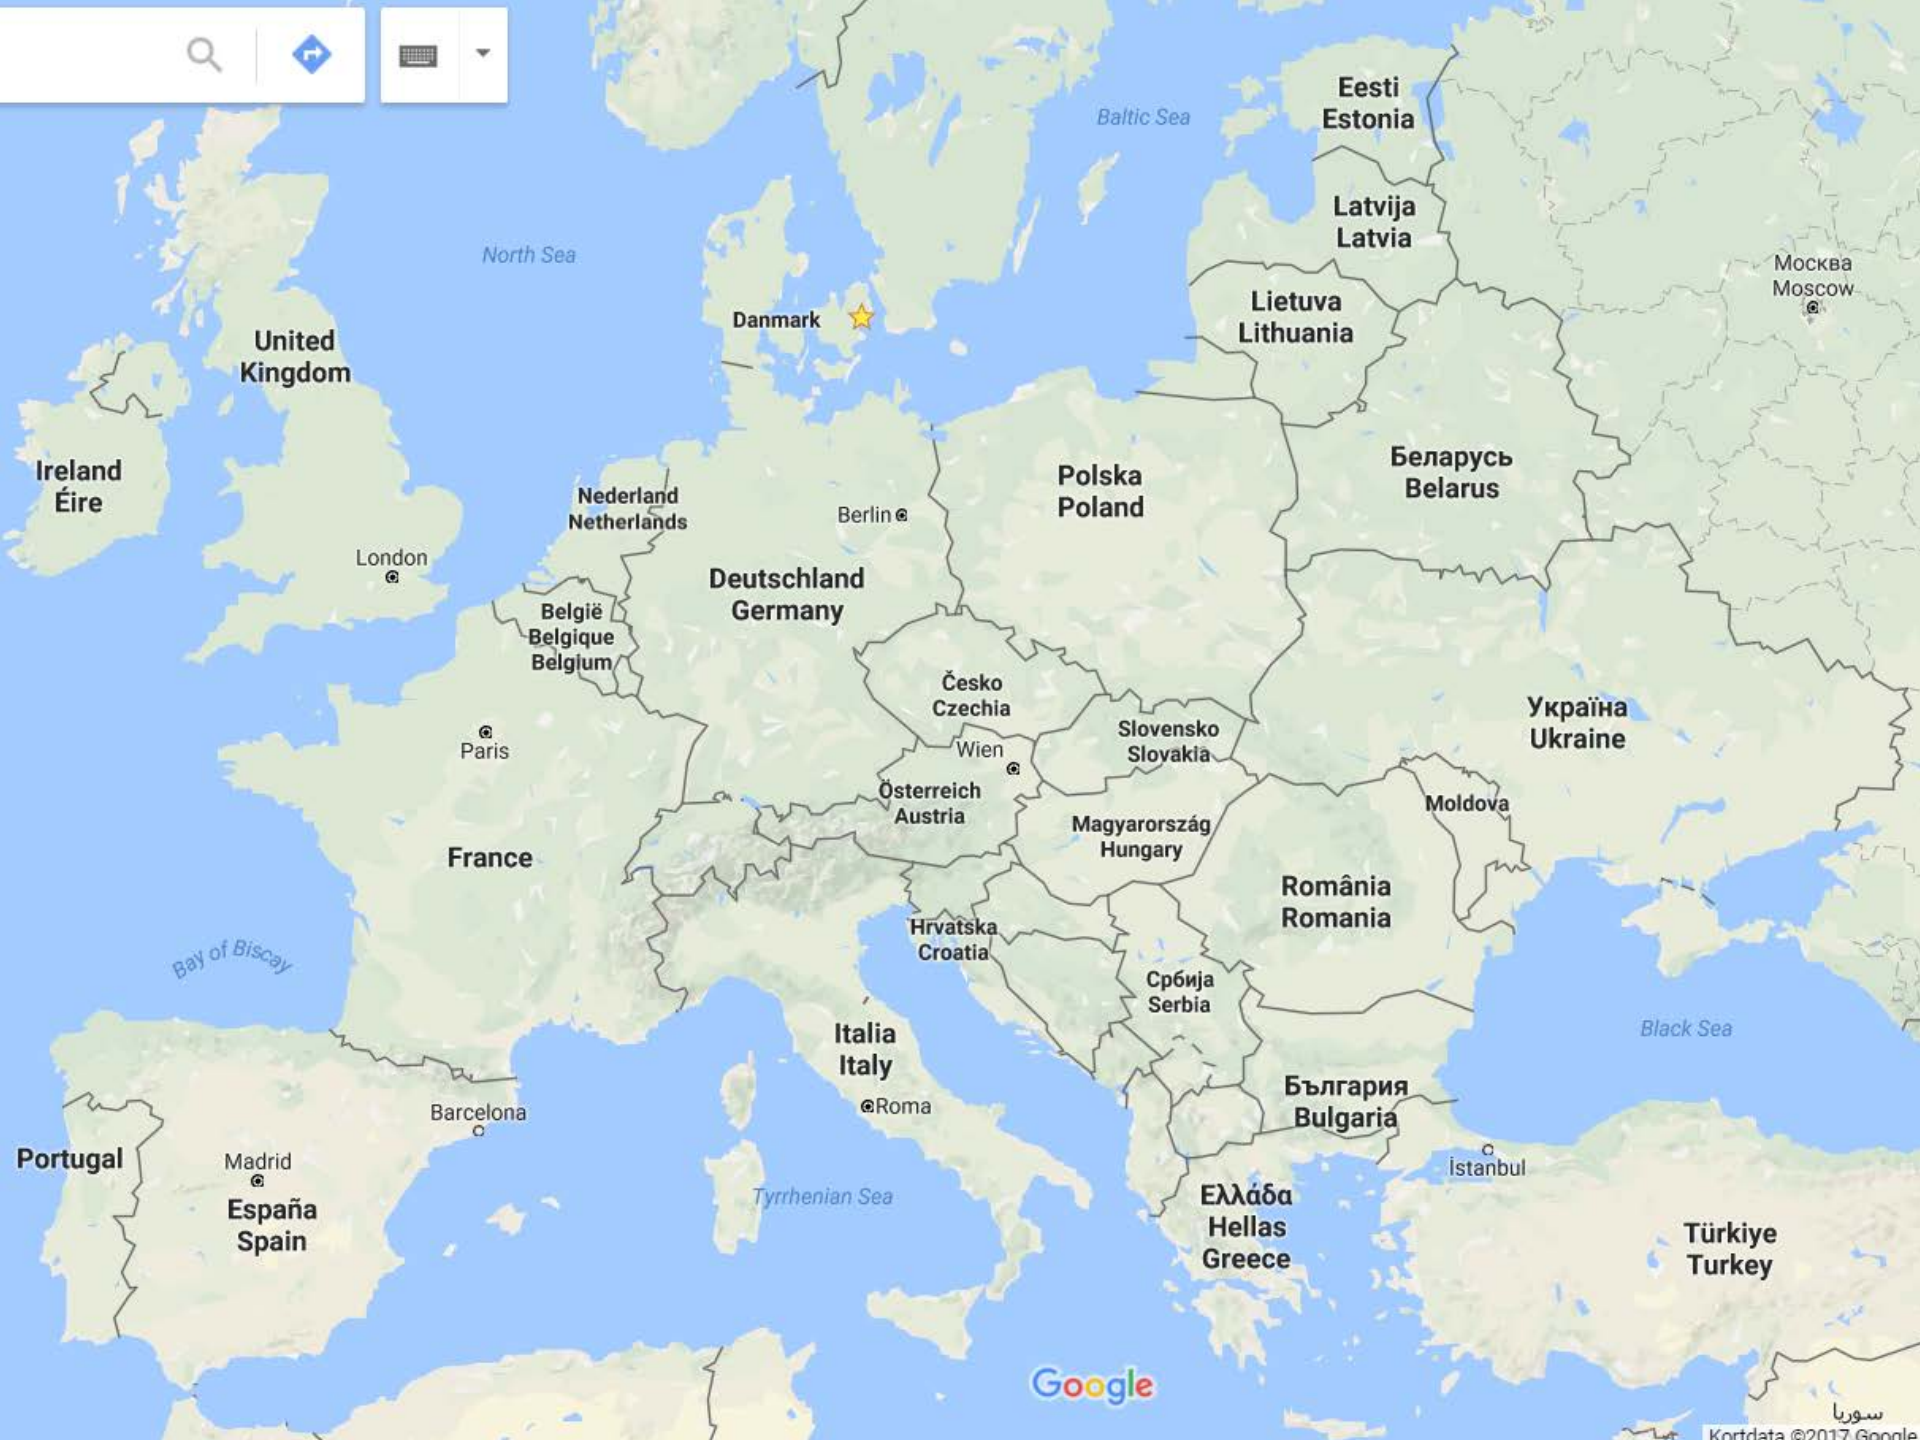 Eesti
Estonia
Baltic Sea
Latvija
Latvia
North Sea
Москва
Moscow
Lietuva
Lithuania
Danmark
United
Kingdom
Ireland
Éire
Беларусь
Belarus
Polska
Poland
Nederland
Netherlands
Berlin
London
Deutschland
Germany
België
Belgique
Belgium
Česko
Czechia
Україна
Ukraine
Slovensko
Slovakia
Paris
Wien
Österreich
Austria
Moldova
Magyarország
Hungary
France
România
Romania
Hrvatska
Croatia
Bay of Biscay
Србија
Serbia
Black Sea
Italia
Italy
България
Bulgaria
Roma
Barcelona
Portugal
Madrid
İstanbul
España
Spain
Tyrrhenian Sea
Ελλάδα
Hellas
Greece
Türkiye
Turkey
Google
سوريا
Kortdata ©2017 Google